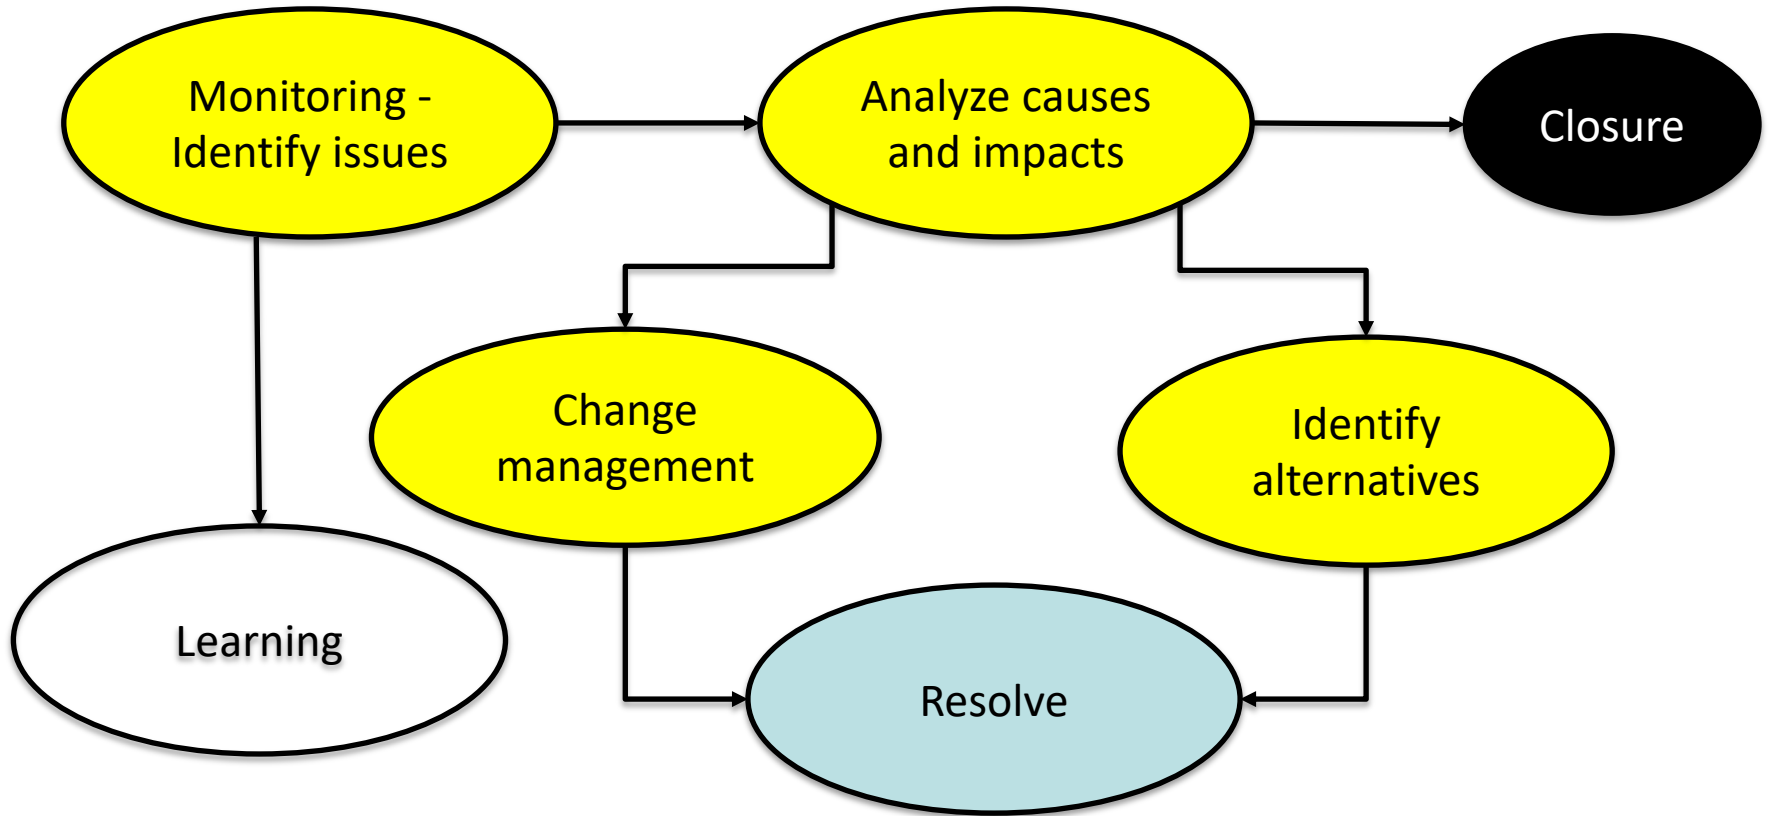 Monitoring -
Identify issues
Analyze causes
and impacts
Closure
Change
management
Identify
alternatives
Learning
Resolve